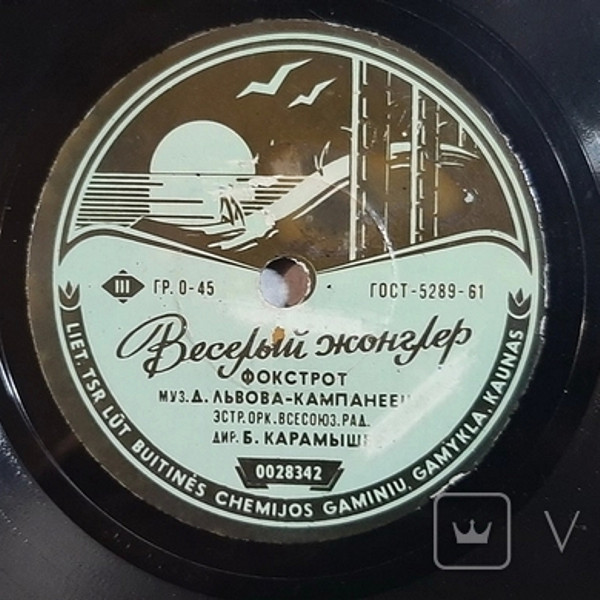 III ГР. 0-45 ГОСТ-5289-61
Веселый жонглер
ФОКСТРОТ
МУЗ. Д. ЛЬВОВА-КАМПАНЕЕЦ
ЭСТР. ОРК. ВСЕСОЮЗ. РАД.
ДИР. Б. КАРАМЫШ
0028342
LIET. TSR LŪT BUITINĖS CHEMIJOS GAMINIŲ. GAMYKLA. KAUNAS
V